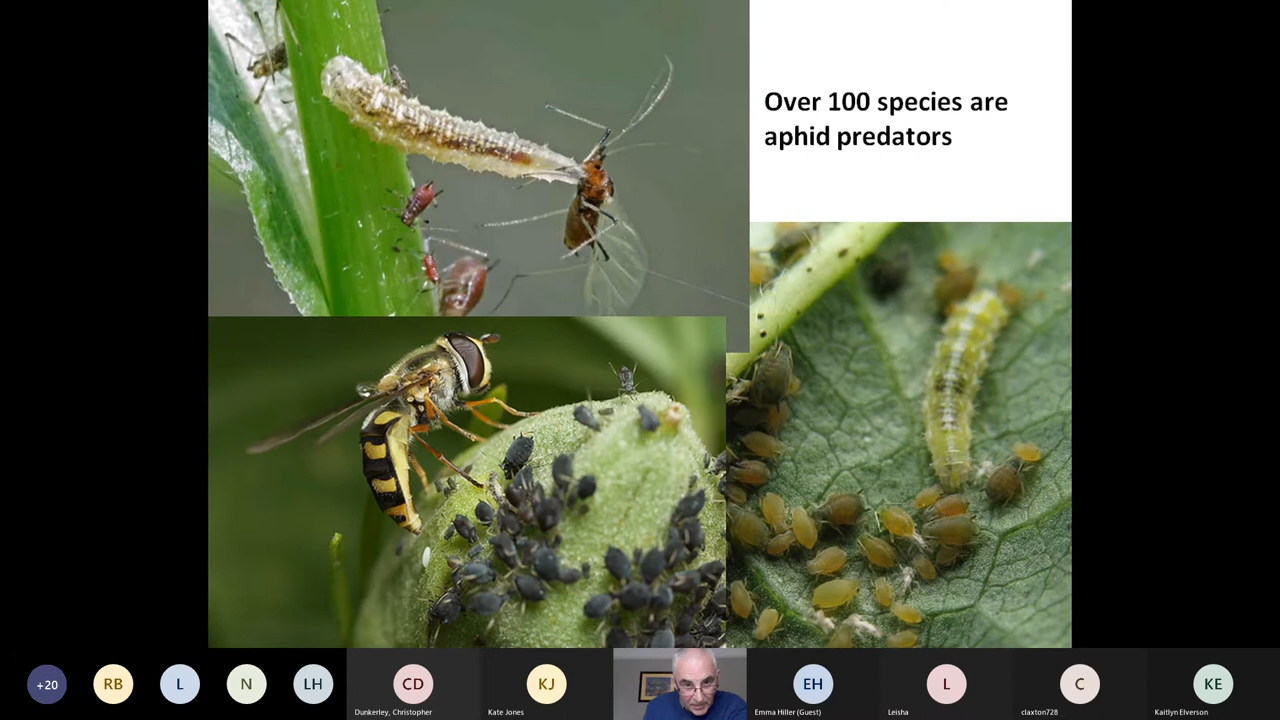 Over 100 species are
aphid predators
+20
RB
L
N
LH
CD
KJ
EH
L
C
KE
Dunkerley, Christopher
Kate Jones
Emma Hiller (Guest)
Leisha
claxton728
Kaitlyn Elverson